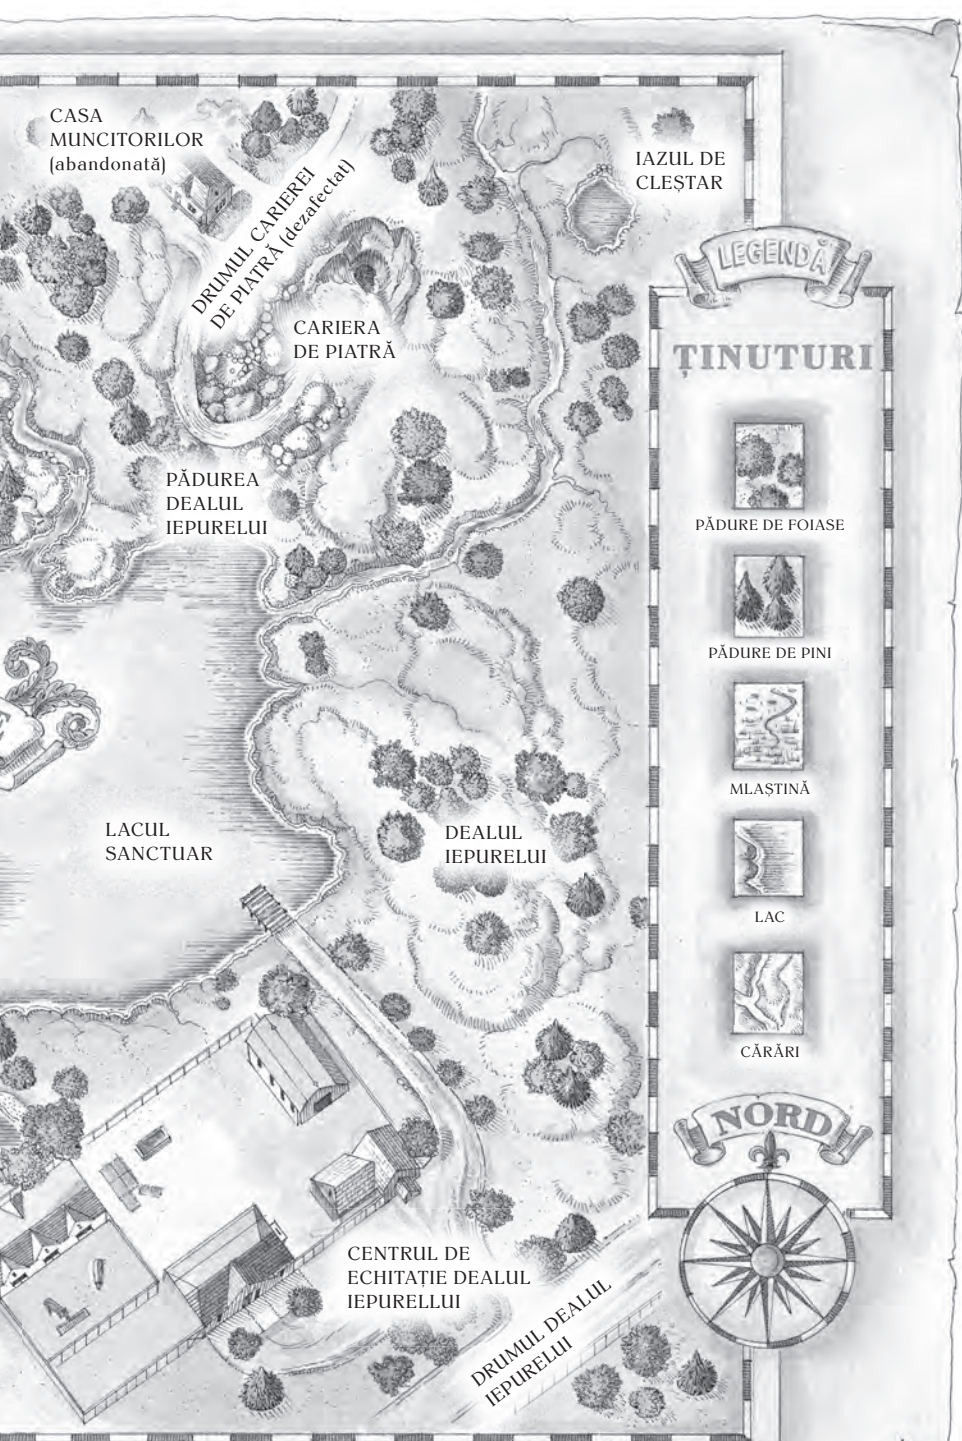 CASA
MUNCITORILOR
(abandonată)
DRUMUL CARIEREI
DE PIATRĂ (dezafectat)
IAZUL DE
CLEȘTAR
CARIERA
DE PIATRĂ
PĂDUREA
DEALUL
IEPURELUI
LACUL
SANCTUAR
DEALUL
IEPURELUI
CENTRUL DE
ECHITAȚIE DEALUL
IEPURELLUI
DRUMUL DEALUL
IEPURELUI
LEGENDĂ
ȚINUTURI
PĂDURE DE FOIASE
PĂDURE DE PINI
MLAȘTINĂ
LAC
CĂRĂRI
NORD